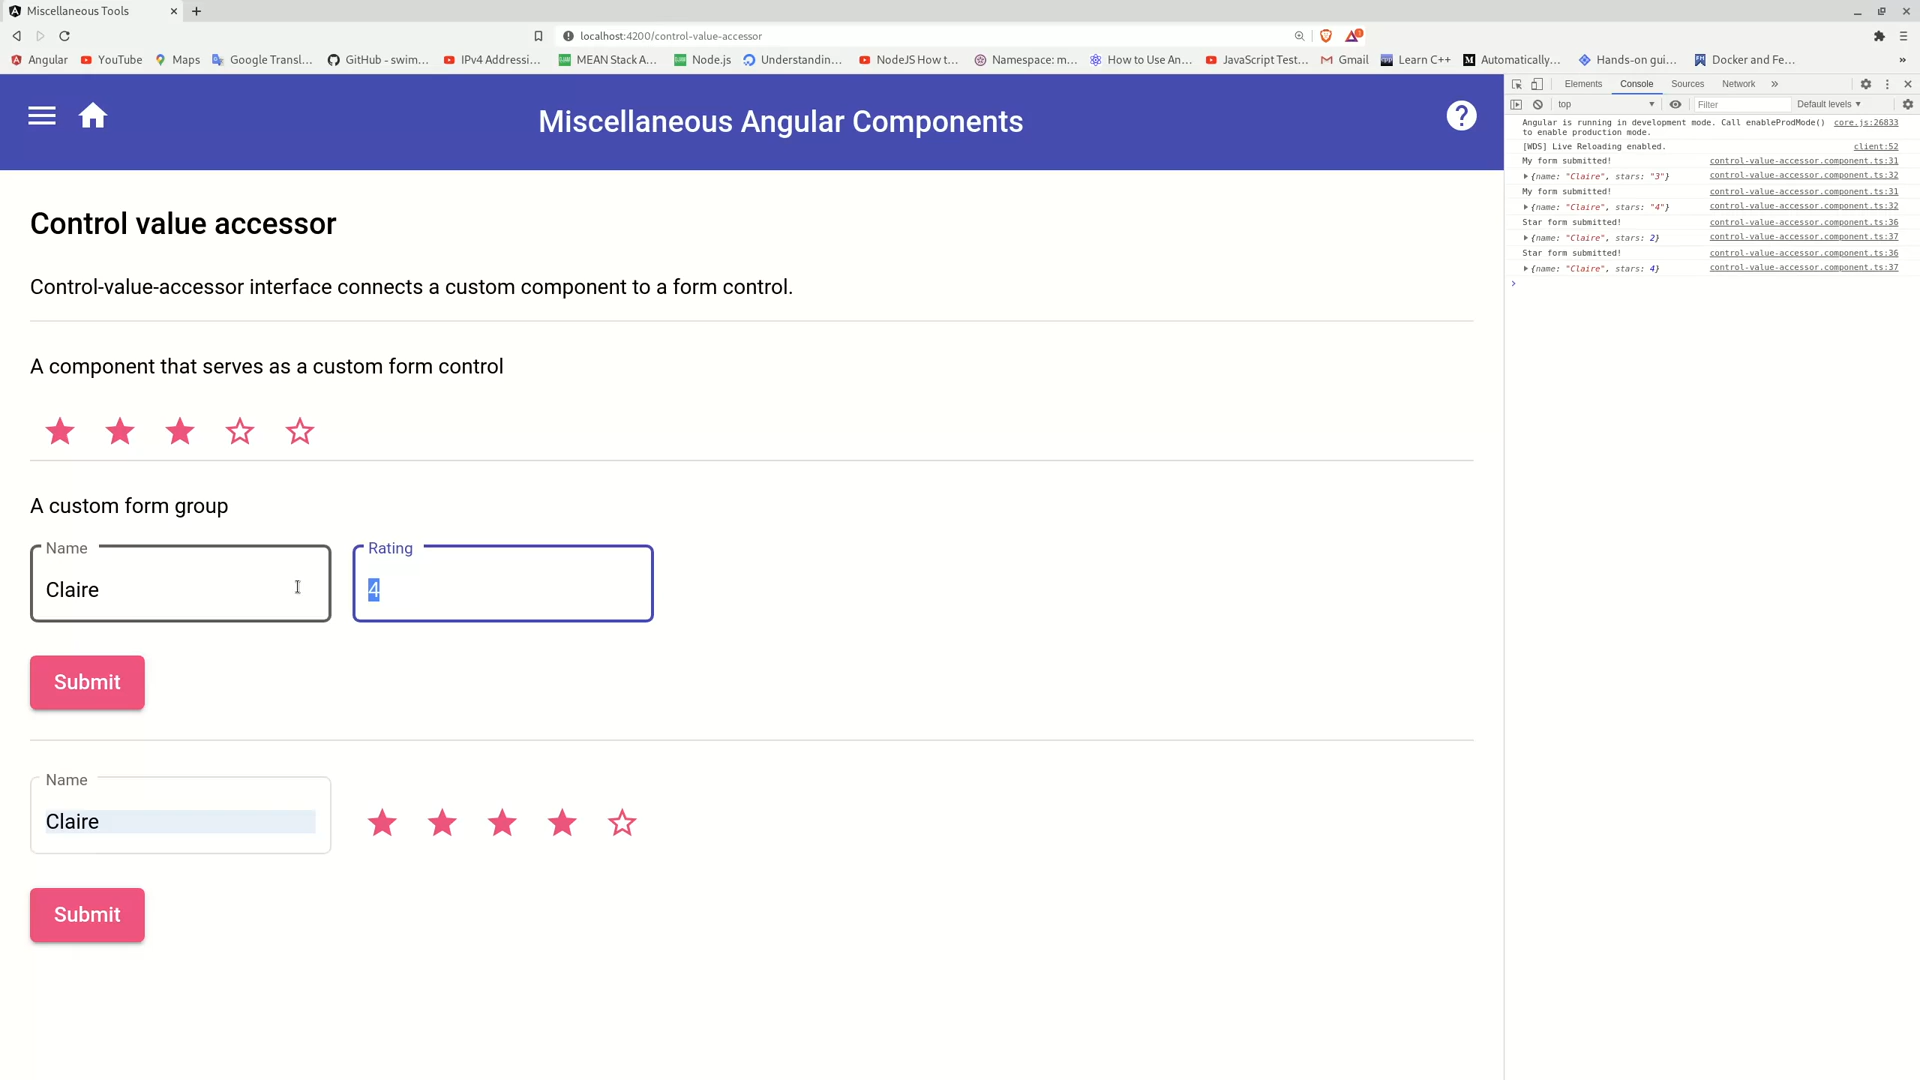 Miscellaneous Tools
localhost:4200/control-value-accessor
Angular YouTube Maps Google Transl... GitHub - swim... IPv4 Addressi... MEAN Stack A... Node.js Understandin... NodeJS How t... Namespace: m... How to Use An... JavaScript Test... Gmail Learn C++ Automatically... Hands-on gui... Docker and Fe... »
Miscellaneous Angular Components
Control value accessor
Control-value-accessor interface connects a custom component to a form control.
A component that serves as a custom form control
A custom form group
Name Rating
Claire 4
Submit
Name
Claire
Submit
Elements Console Sources Network »
top Filter Default levels
Angular is running in development mode. Call enableProdMode() core.js:26833
to enable production mode.
[WDS] Live Reloading enabled. client:52
My form submitted! control-value-accessor.component.ts:31
{name: "Claire", stars: "3"} control-value-accessor.component.ts:32
My form submitted! control-value-accessor.component.ts:31
{name: "Claire", stars: "4"} control-value-accessor.component.ts:32
Star form submitted! control-value-accessor.component.ts:36
{name: "Claire", stars: 2} control-value-accessor.component.ts:37
Star form submitted! control-value-accessor.component.ts:36
{name: "Claire", stars: 4} control-value-accessor.component.ts:37